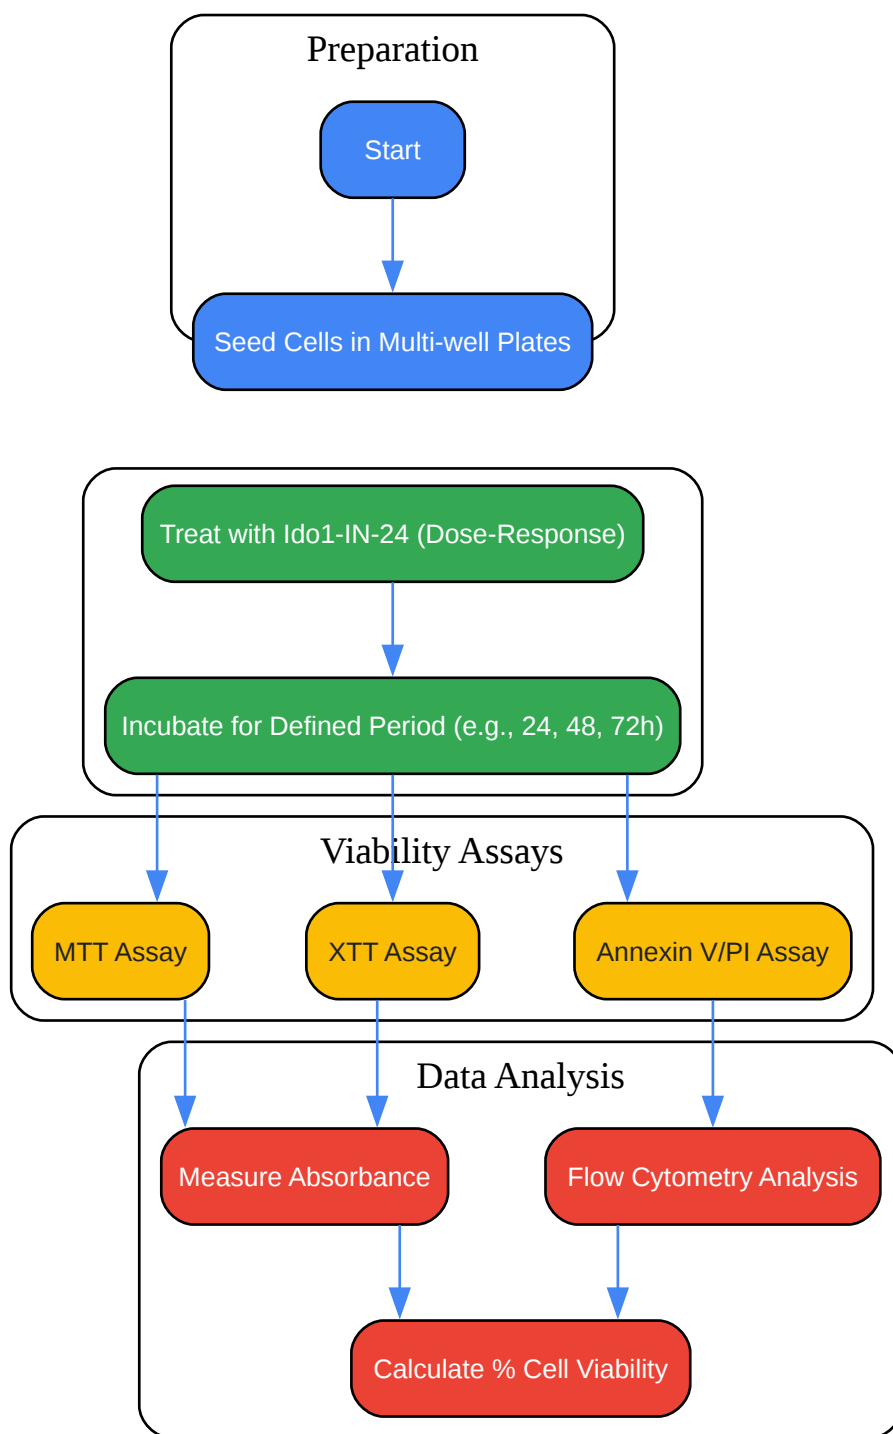 Preparation
Start
Seed Cells in Multi-well Plates
Treat with Ido1-IN-24 (Dose-Response)
Incubate for Defined Period (e.g., 24, 48, 72h)
Viability Assays
MTT Assay
XTT Assay
Annexin V/PI Assay
Data Analysis
Measure Absorbance
Flow Cytometry Analysis
Calculate % Cell Viability